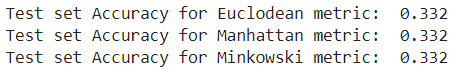 Test set Accuracy for Euclodean metric:  0.332
Test set Accuracy for Manhattan metric:  0.332
Test set Accuracy for Minkowski metric:  0.332